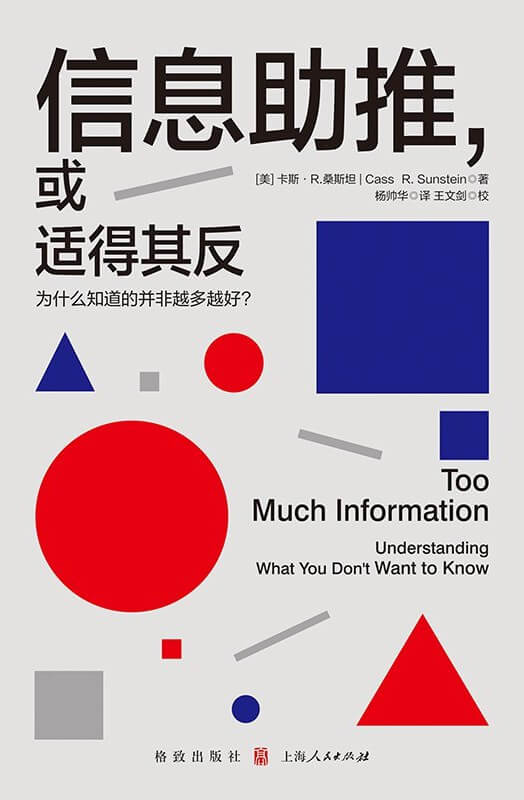 信息助推,
或
[美] 卡斯·R.桑斯坦 | Cass R. Sunstein◎著
杨帅华◎译 王文剑◎校
适得其反
为什么知道的并非越多越好?
Too
Much Information
Understanding
What You Don't Want to Know
格致出版社 上海人民出版社